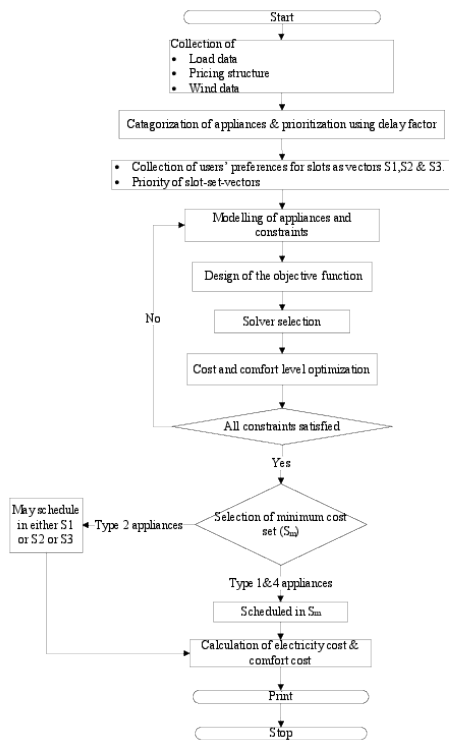 Start
Collection of
• Load data
• Pricing structure
• Wind data
Catagorization of appliances & prioritization using delay factor
• Collection of users' preferences for slots as vectors S1,S2 & S3.
• Priority of slot-set-vectors
Modelling of appliances and
constraints
Design of the objective function
No
Solver selection
Cost and comfort level optimization
All constraints satisfied
Yes
May schedule
in either S1
or S2 or S3
Type 2 appliances
Selection of minimum cost
set (Sm)
Type 1&4 appliances
Scheduled in Sm
Calculation of electricity cost &
comfort cost
Print
Stop